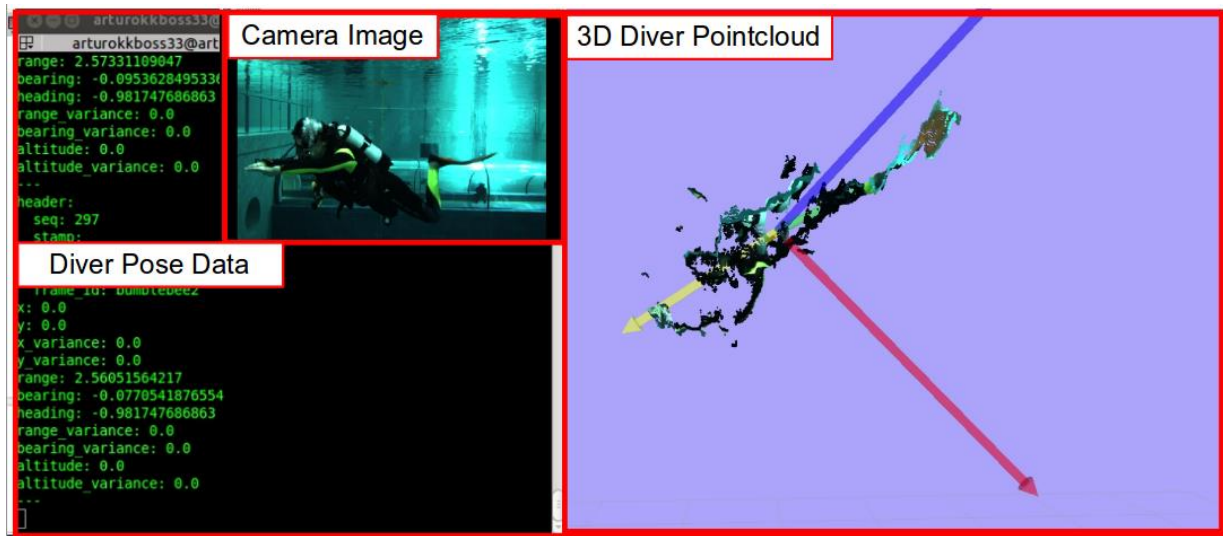 arturokkboss33@
arturokkboss33@art
range: 2.57331109047
bearing: -0.0953628495336
heading: -0.981747686863
range_variance: 0.0
bearing_variance: 0.0
altitude: 0.0
altitude_variance: 0.0
---
header:
seq: 297
stamp:
Camera Image
3D Diver Pointcloud
Diver Pose Data
frame_id: bumblebee2
x: 0.0
y: 0.0
x_variance: 0.0
y_variance: 0.0
range: 2.56051564217
bearing: -0.0770541876554
heading: -0.981747686863
range_variance: 0.0
bearing_variance: 0.0
altitude: 0.0
altitude_variance: 0.0
---